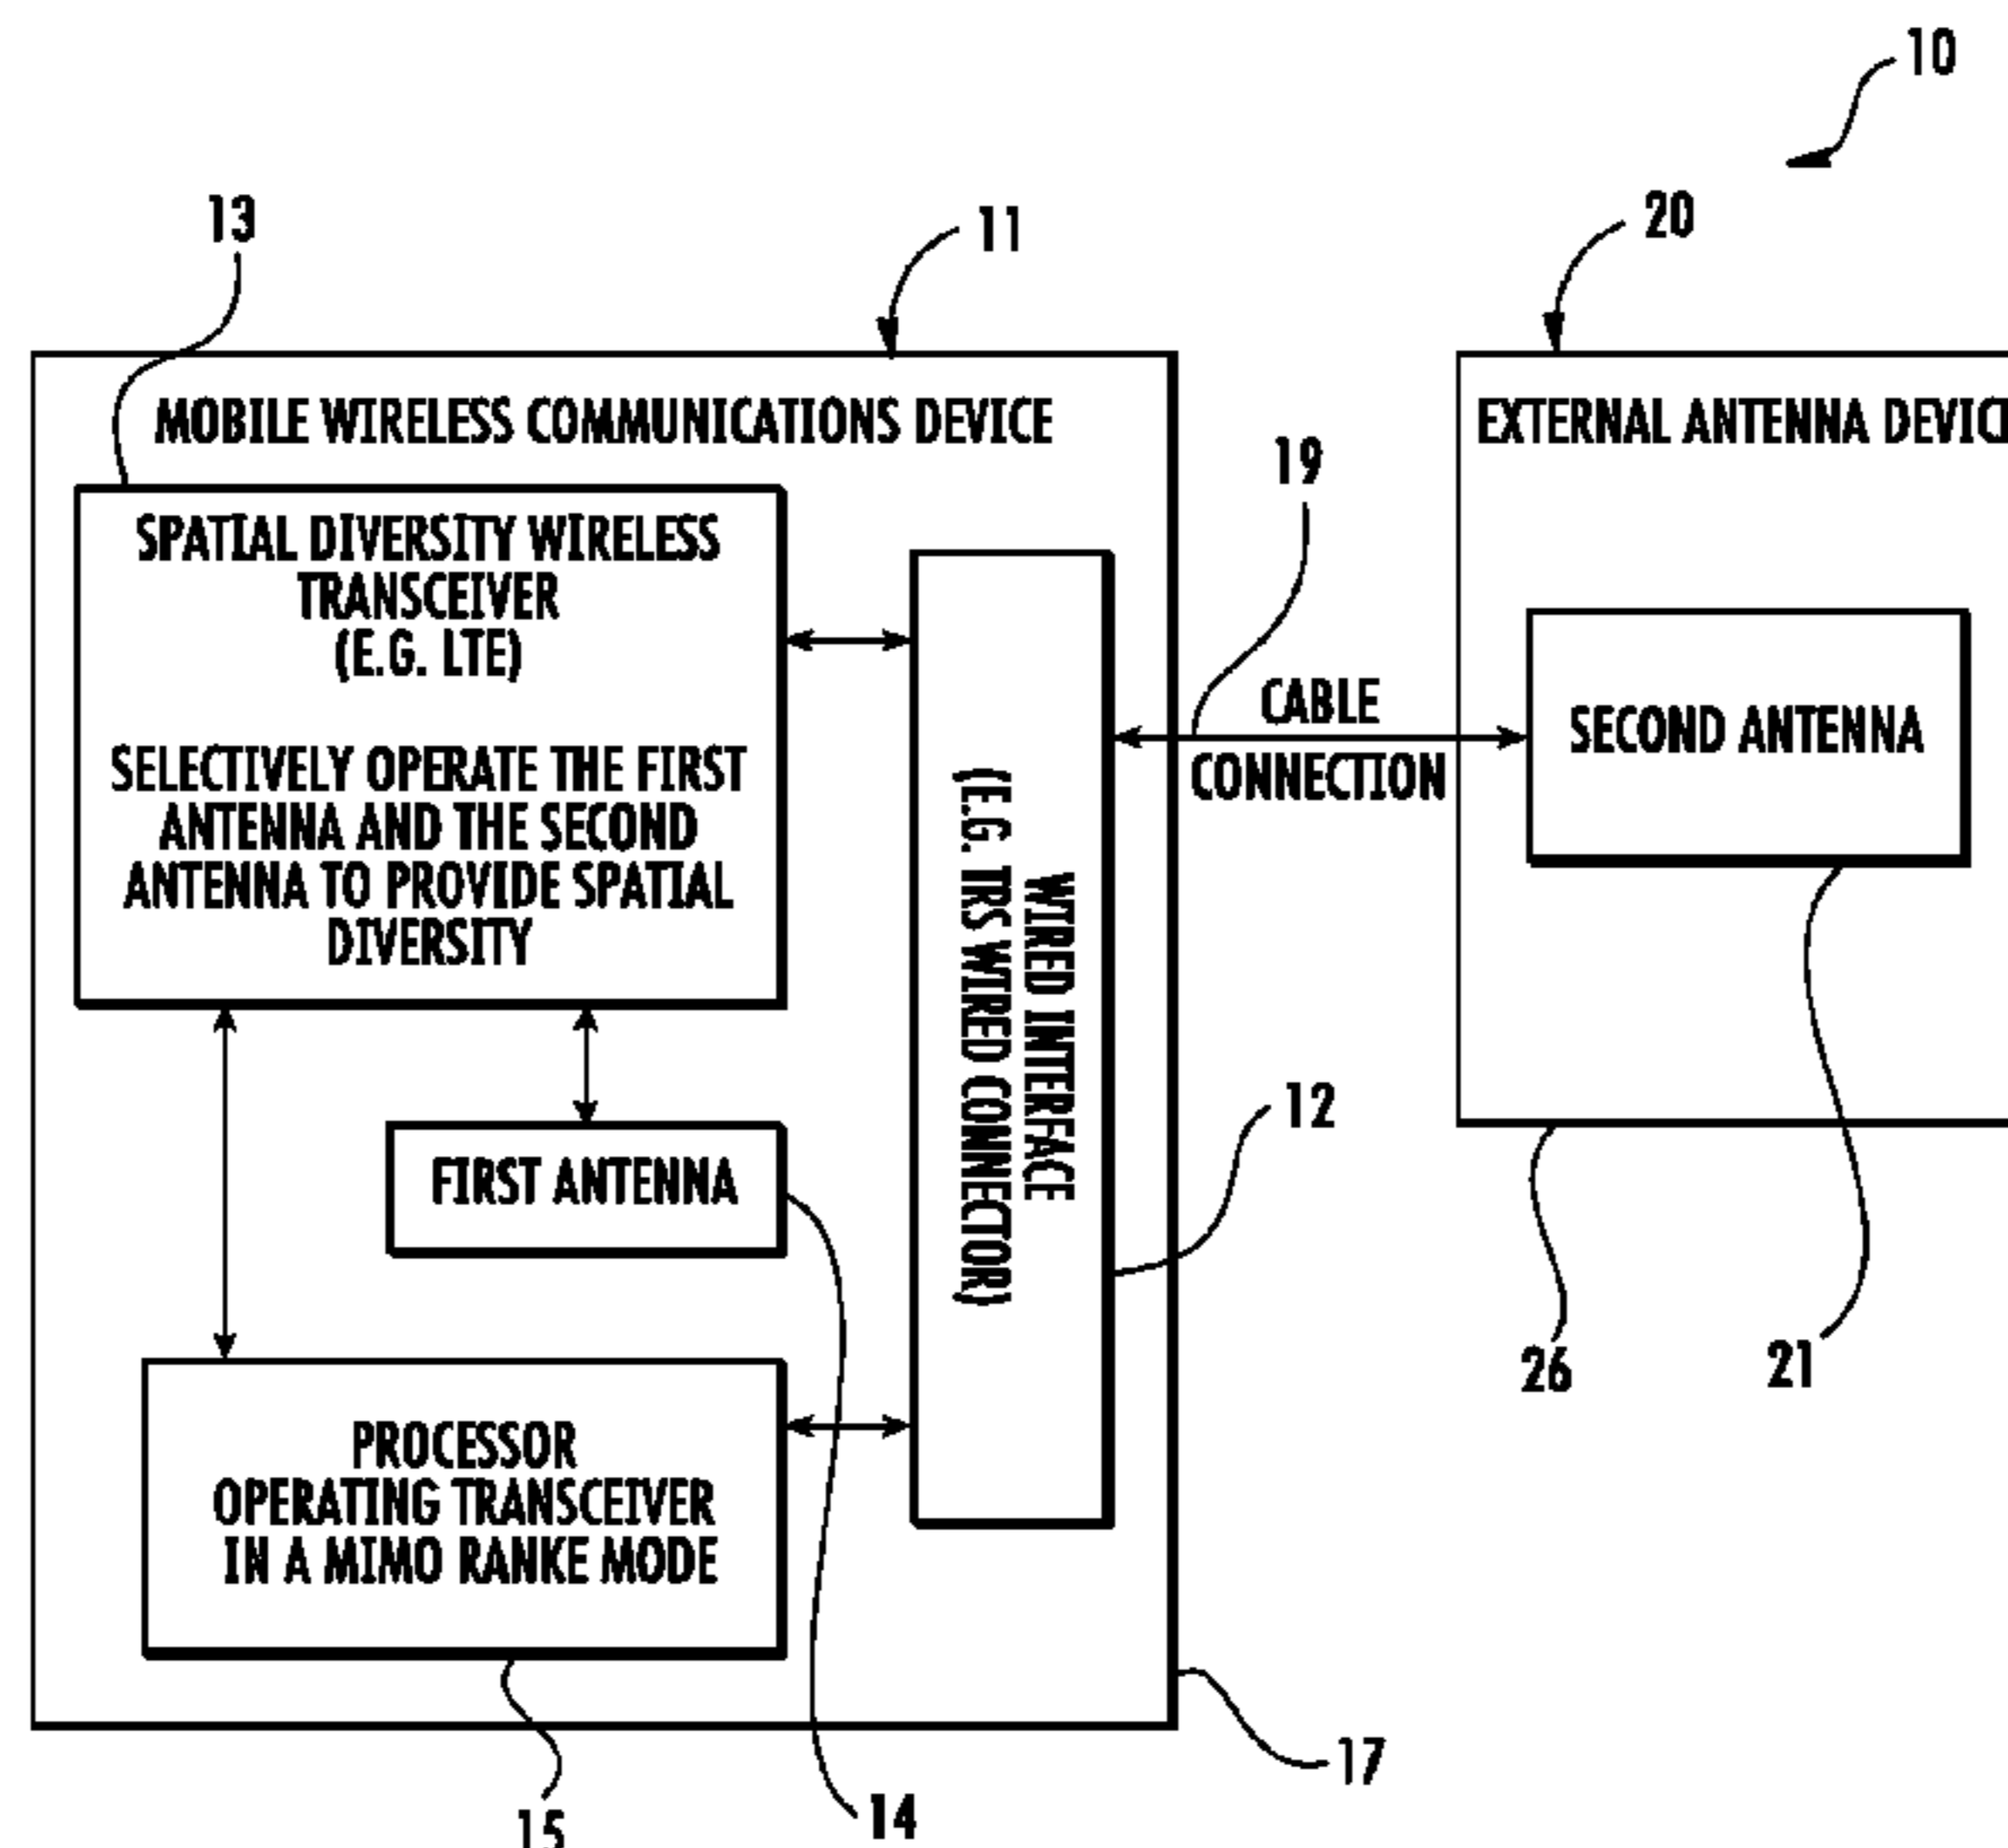 10
13
11
20
MOBILE WIRELESS COMMUNICATIONS DEVICE
EXTERNAL ANTENNA DEVIC
19
SPATIAL DIVERSITY WIRELESS
TRANSCEIVER
(E.G. LTE)
SELECTIVELY OPERATE THE FIRST
ANTENNA AND THE SECOND
ANTENNA TO PROVIDE SPATIAL
DIVERSITY
WIRED INTERFACE
(E.G. TRS WIRED CONNECTOR)
CABLE
CONNECTION
SECOND ANTENNA
12
FIRST ANTENNA
26
21
PROCESSOR
OPERATING TRANSCEIVER
IN A MIMO RANKE MODE
17
14
15